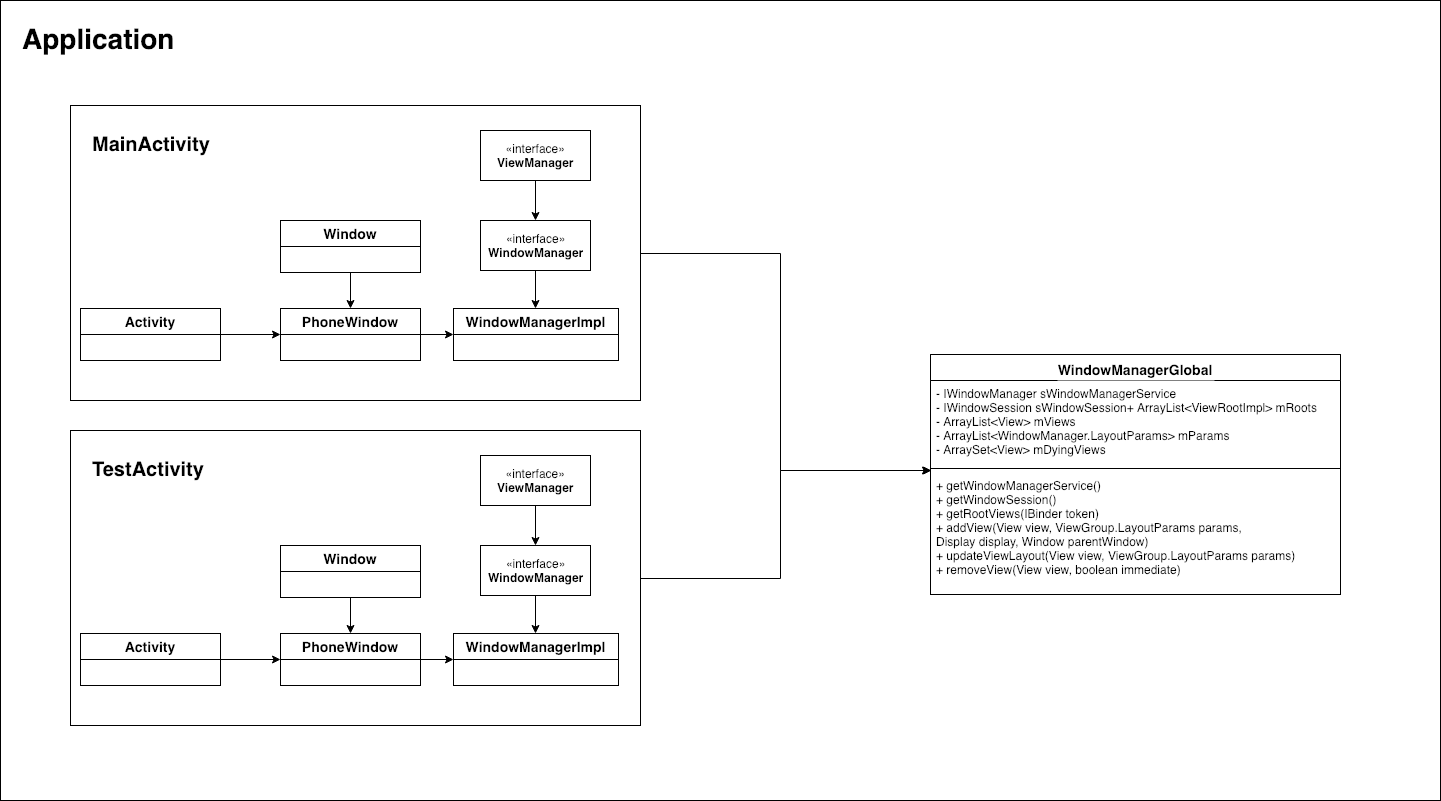 Application
MainActivity
«interface»
ViewManager
Window
«interface»
WindowManager
Activity
PhoneWindow
WindowManagerImpl
TestActivity
«interface»
ViewManager
Window
«interface»
WindowManager
Activity
PhoneWindow
WindowManagerImpl
WindowManagerGlobal
- IWindowManager sWindowManagerService
- IWindowSession sWindowSession+ ArrayList<ViewRootImpl> mRoots
- ArrayList<View> mViews
- ArrayList<WindowManager.LayoutParams> mParams
- ArraySet<View> mDyingViews
+ getWindowManagerService()
+ getWindowSession()
+ getRootViews(IBinder token)
+ addView(View view, ViewGroup.LayoutParams params,
Display display, Window parentWindow)
+ updateViewLayout(View view, ViewGroup.LayoutParams params)
+ removeView(View view, boolean immediate)